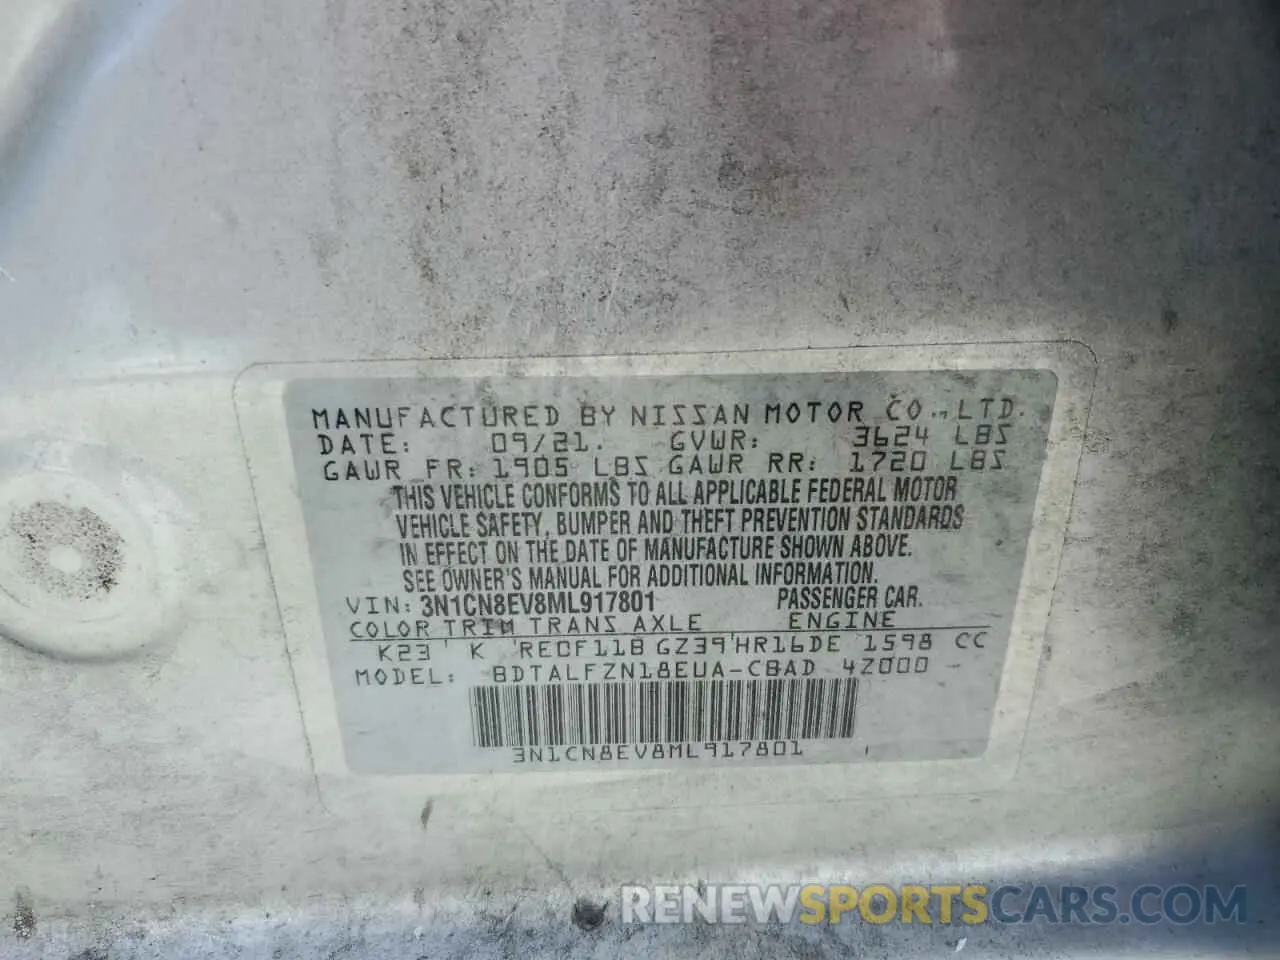 MANUFACTURED BY NISSAN MOTOR CO., LTD.
DATE: 09/21. GVWR: 3624 LBS
GAWR FR: 1905 LBS GAWR RR: 1720 LBS
THIS VEHICLE CONFORMS TO ALL APPLICABLE FEDERAL MOTOR
VEHICLE SAFETY, BUMPER AND THEFT PREVENTION STANDARDS
IN EFFECT ON THE DATE OF MANUFACTURE SHOWN ABOVE.
SEE OWNER'S MANUAL FOR ADDITIONAL INFORMATION.
VIN: 3N1CN8EV8ML917801 PASSENGER CAR.
COLOR TRIM TRANS AXLE ENGINE
K23 K RE0F11B GZ39 HR16DE 1598 CC
MODEL: BDTALFZN18EUA-C8AD 4Z000
3N1CN8EV8ML917801
RENEWSPORTSCARS.COM